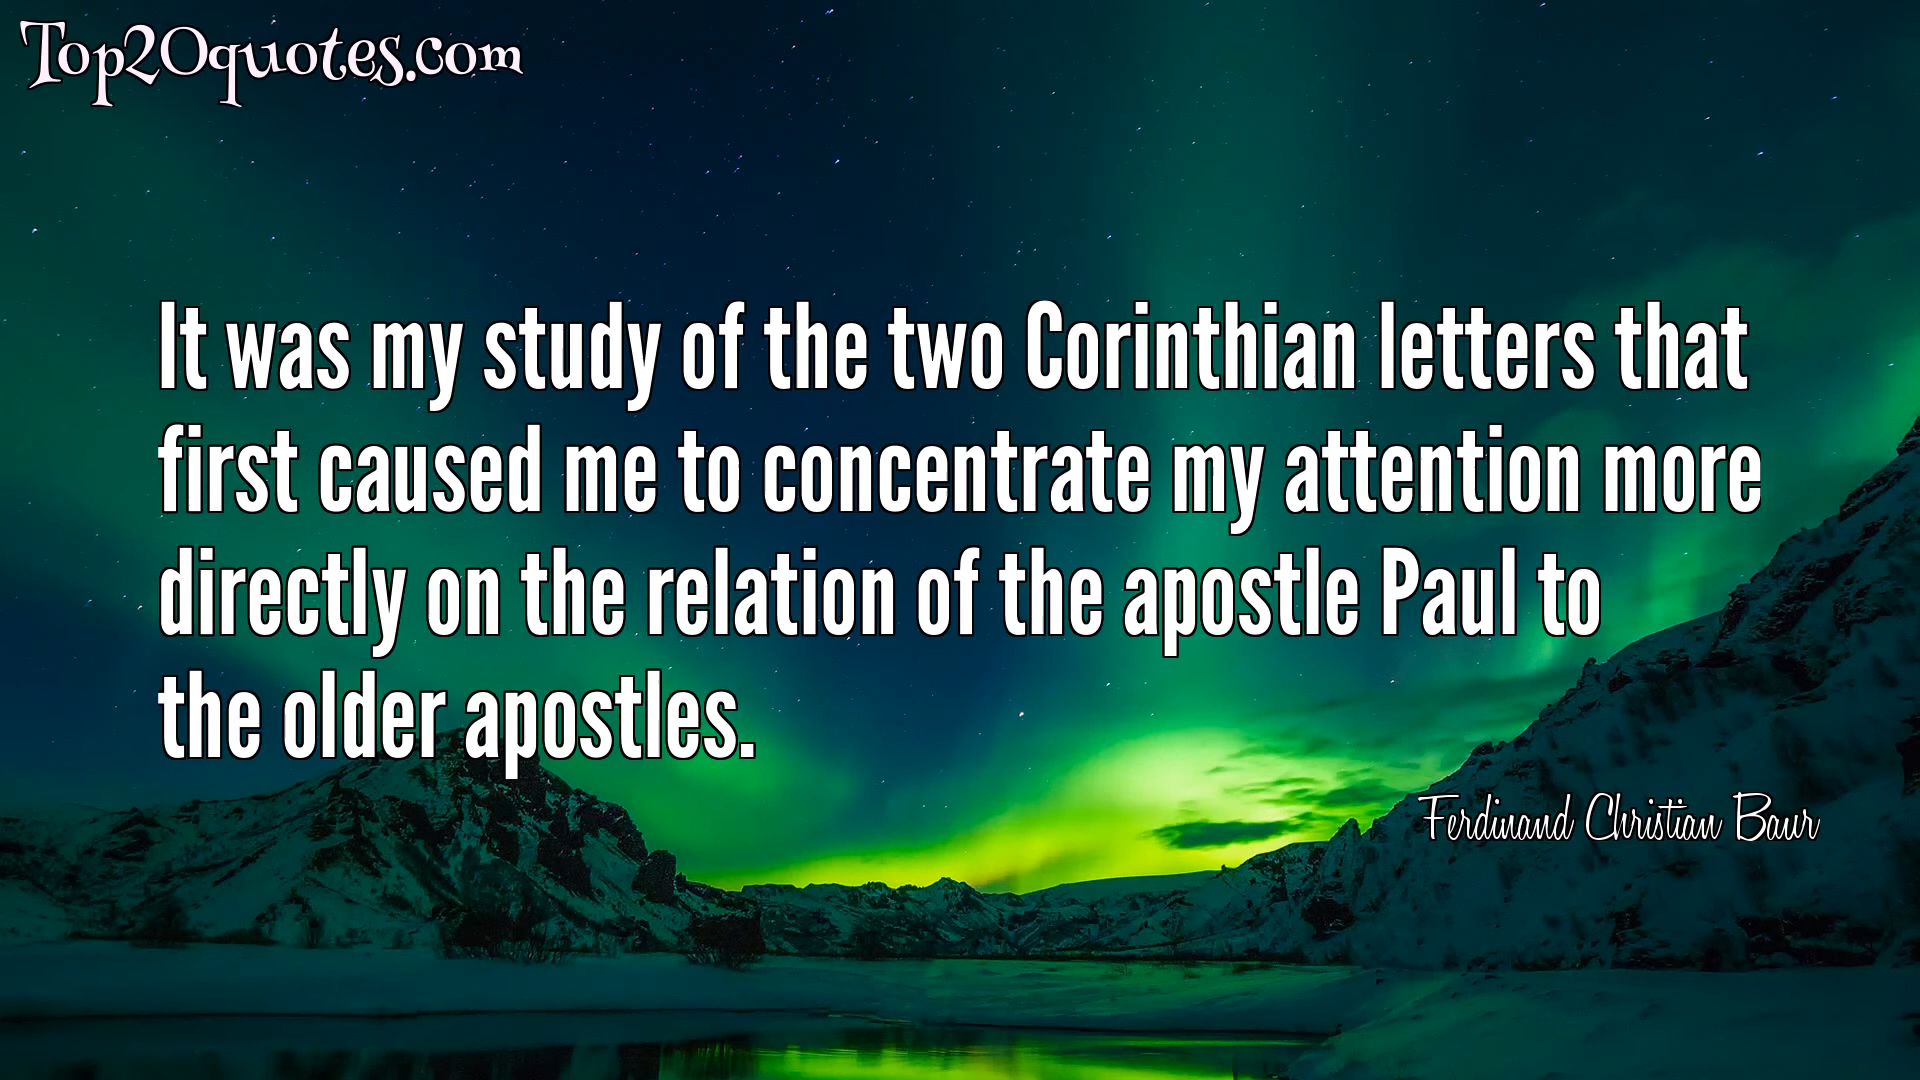 Top20quotes.com
It was my study of the two Corinthian letters that
first caused me to concentrate my attention more
directly on the relation of the apostle Paul to
the older apostles.
Ferdinand Christian Baur